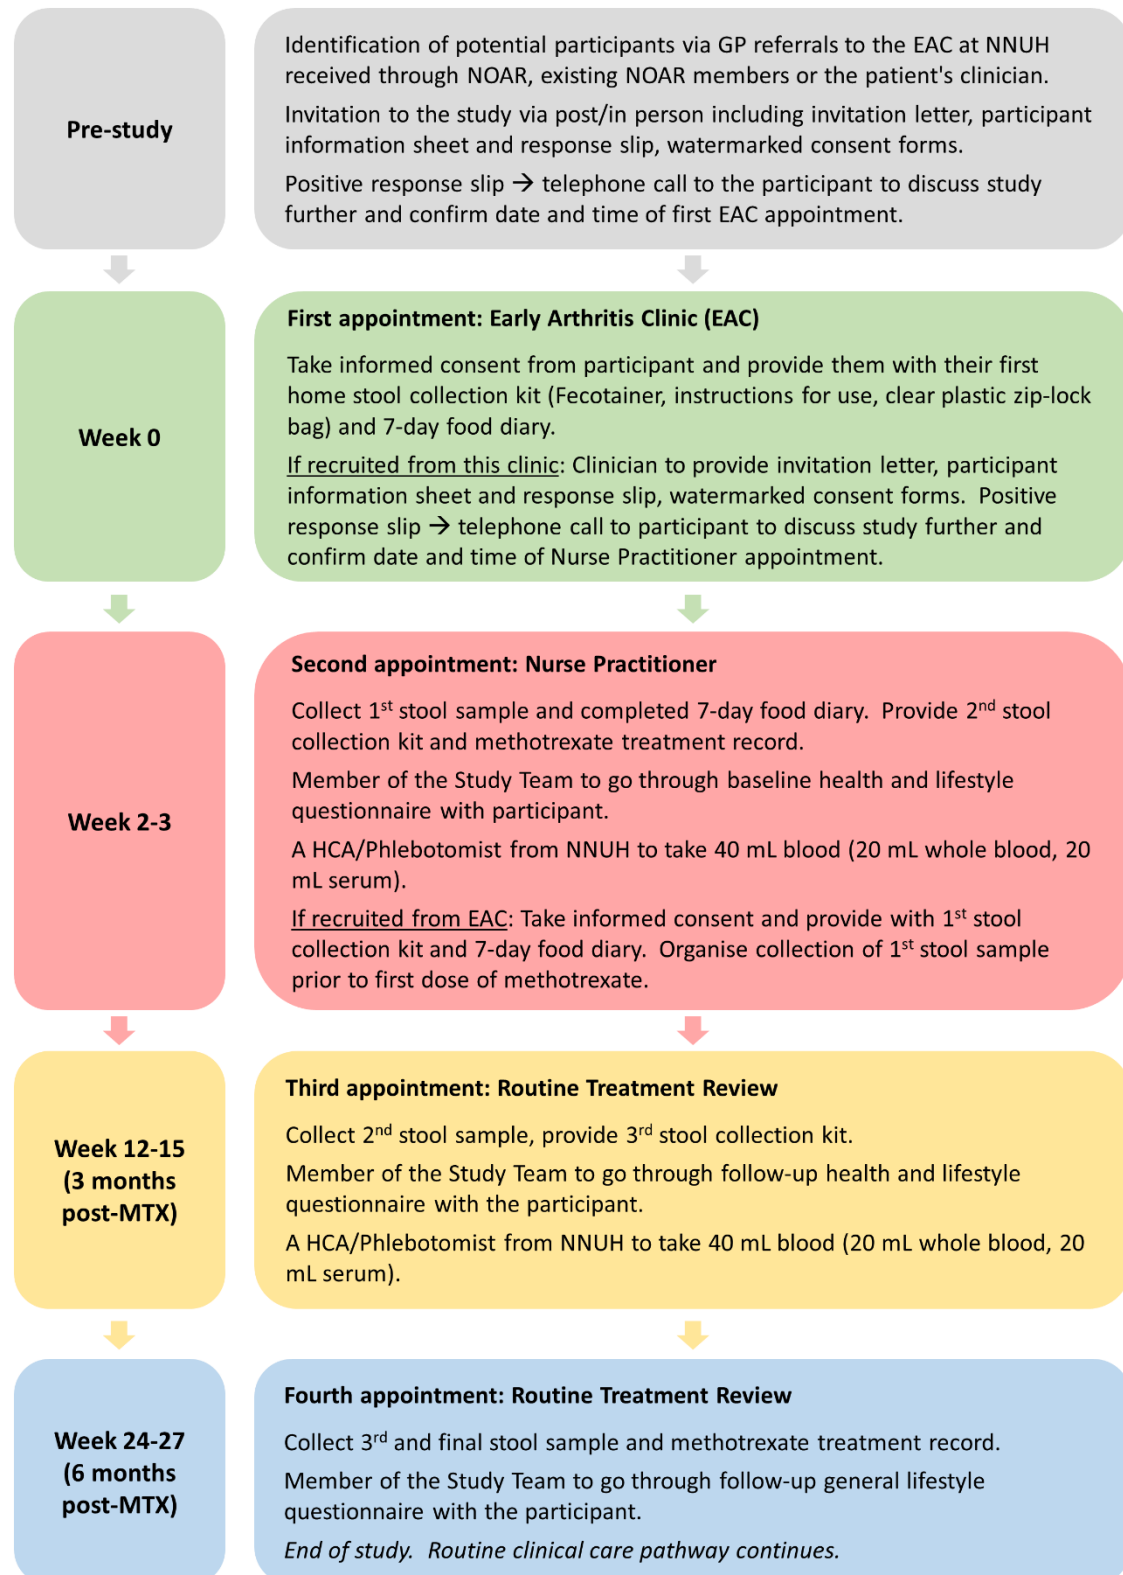 Pre-study
Identification of potential participants via GP referrals to the EAC at NNUH
received through NOAR, existing NOAR members or the patient's clinician.
Invitation to the study via post/in person including invitation letter, participant
information sheet and response slip, watermarked consent forms.
Positive response slip → telephone call to the participant to discuss study
further and confirm date and time of first EAC appointment.
Week 0
First appointment: Early Arthritis Clinic (EAC)
Take informed consent from participant and provide them with their first
home stool collection kit (Fecotainer, instructions for use, clear plastic zip-lock
bag) and 7-day food diary.
If recruited from this clinic: Clinician to provide invitation letter, participant
information sheet and response slip, watermarked consent forms.  Positive
response slip → telephone call to participant to discuss study further and
confirm date and time of Nurse Practitioner appointment.
Week 2-3
Second appointment: Nurse Practitioner
Collect 1st stool sample and completed 7-day food diary.  Provide 2nd stool
collection kit and methotrexate treatment record.
Member of the Study Team to go through baseline health and lifestyle
questionnaire with participant.
A HCA/Phlebotomist from NNUH to take 40 mL blood (20 mL whole blood, 20
mL serum).
If recruited from EAC: Take informed consent and provide with 1st stool
collection kit and 7-day food diary.  Organise collection of 1st stool sample
prior to first dose of methotrexate.
Week 12-15
(3 months
post-MTX)
Third appointment: Routine Treatment Review
Collect 2nd stool sample, provide 3rd stool collection kit.
Member of the Study Team to go through follow-up health and lifestyle
questionnaire with the participant.
A HCA/Phlebotomist from NNUH to take 40 mL blood (20 mL whole blood, 20
mL serum).
Week 24-27
(6 months
post-MTX)
Fourth appointment: Routine Treatment Review
Collect 3rd and final stool sample and methotrexate treatment record.
Member of the Study Team to go through follow-up general lifestyle
questionnaire with the participant.
End of study.  Routine clinical care pathway continues.